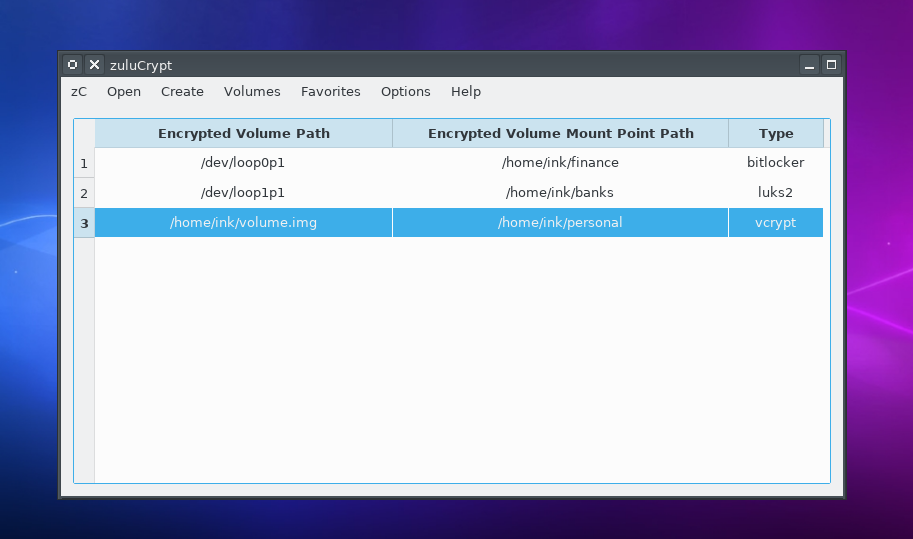 zuluCrypt
zC Open Create Volumes Favorites Options Help
Encrypted Volume Path Encrypted Volume Mount Point Path Type
1 /dev/loop0p1 /home/ink/finance bitlocker
2 /dev/loop1p1 /home/ink/banks luks2
3 /home/ink/volume.img /home/ink/personal vcrypt